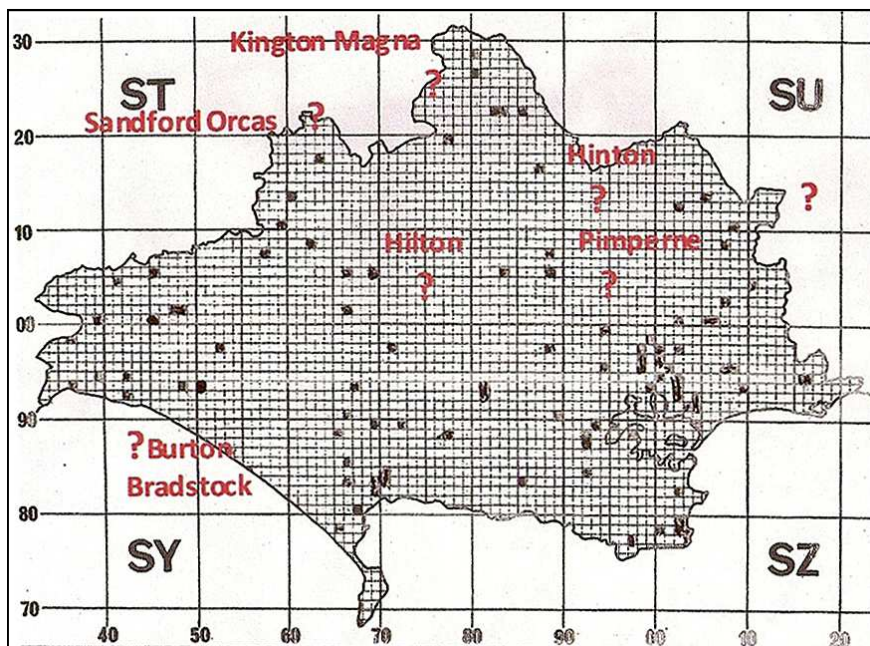 30
Kington Magna
ST
?
SU
Sandford Orcas
?
20
Hinton
?
?
10
Hilton
Pimperne
?
?
00
90
? Burton
Bradstock
80
SY
SZ
70
40 50 60 70 80 90 00 10 20